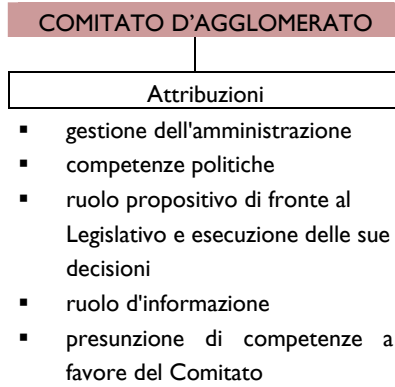 COMITATO D’AGGLOMERATO
Attribuzioni
▪ gestione dell'amministrazione
▪ competenze politiche
▪ ruolo propositivo di fronte al
Legislativo e esecuzione delle sue
decisioni
▪ ruolo d'informazione
▪ presunzione di competenze a
favore del Comitato